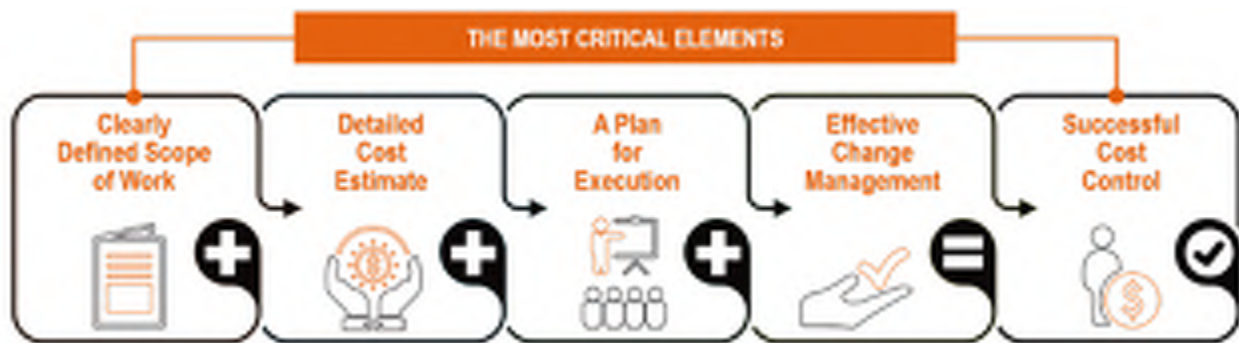 THE MOST CRITICAL ELEMENTS
Clearly
Defined Scope
of Work
Detailed
Cost
Estimate
A Plan
for
Execution
Effective
Change
Management
Successful
Cost
Control